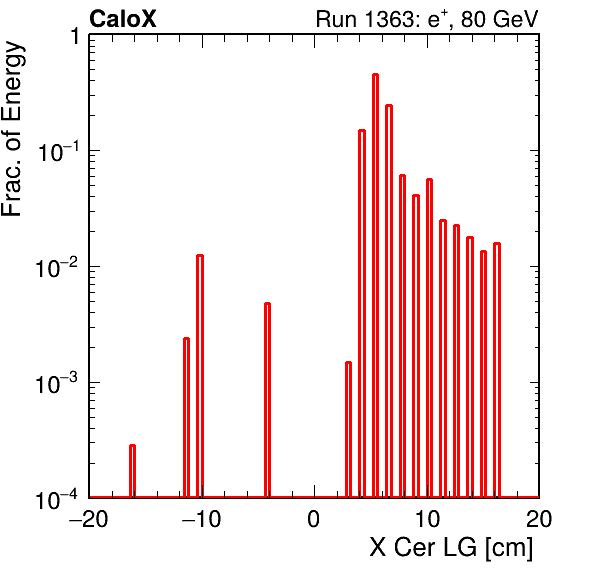 CaloX Run 1363: e⁺, 80 GeV
Frac. of Energy
1
10⁻¹
10⁻²
10⁻³
10⁻⁴
−20 −10 0 10 20
X Cer LG [cm]